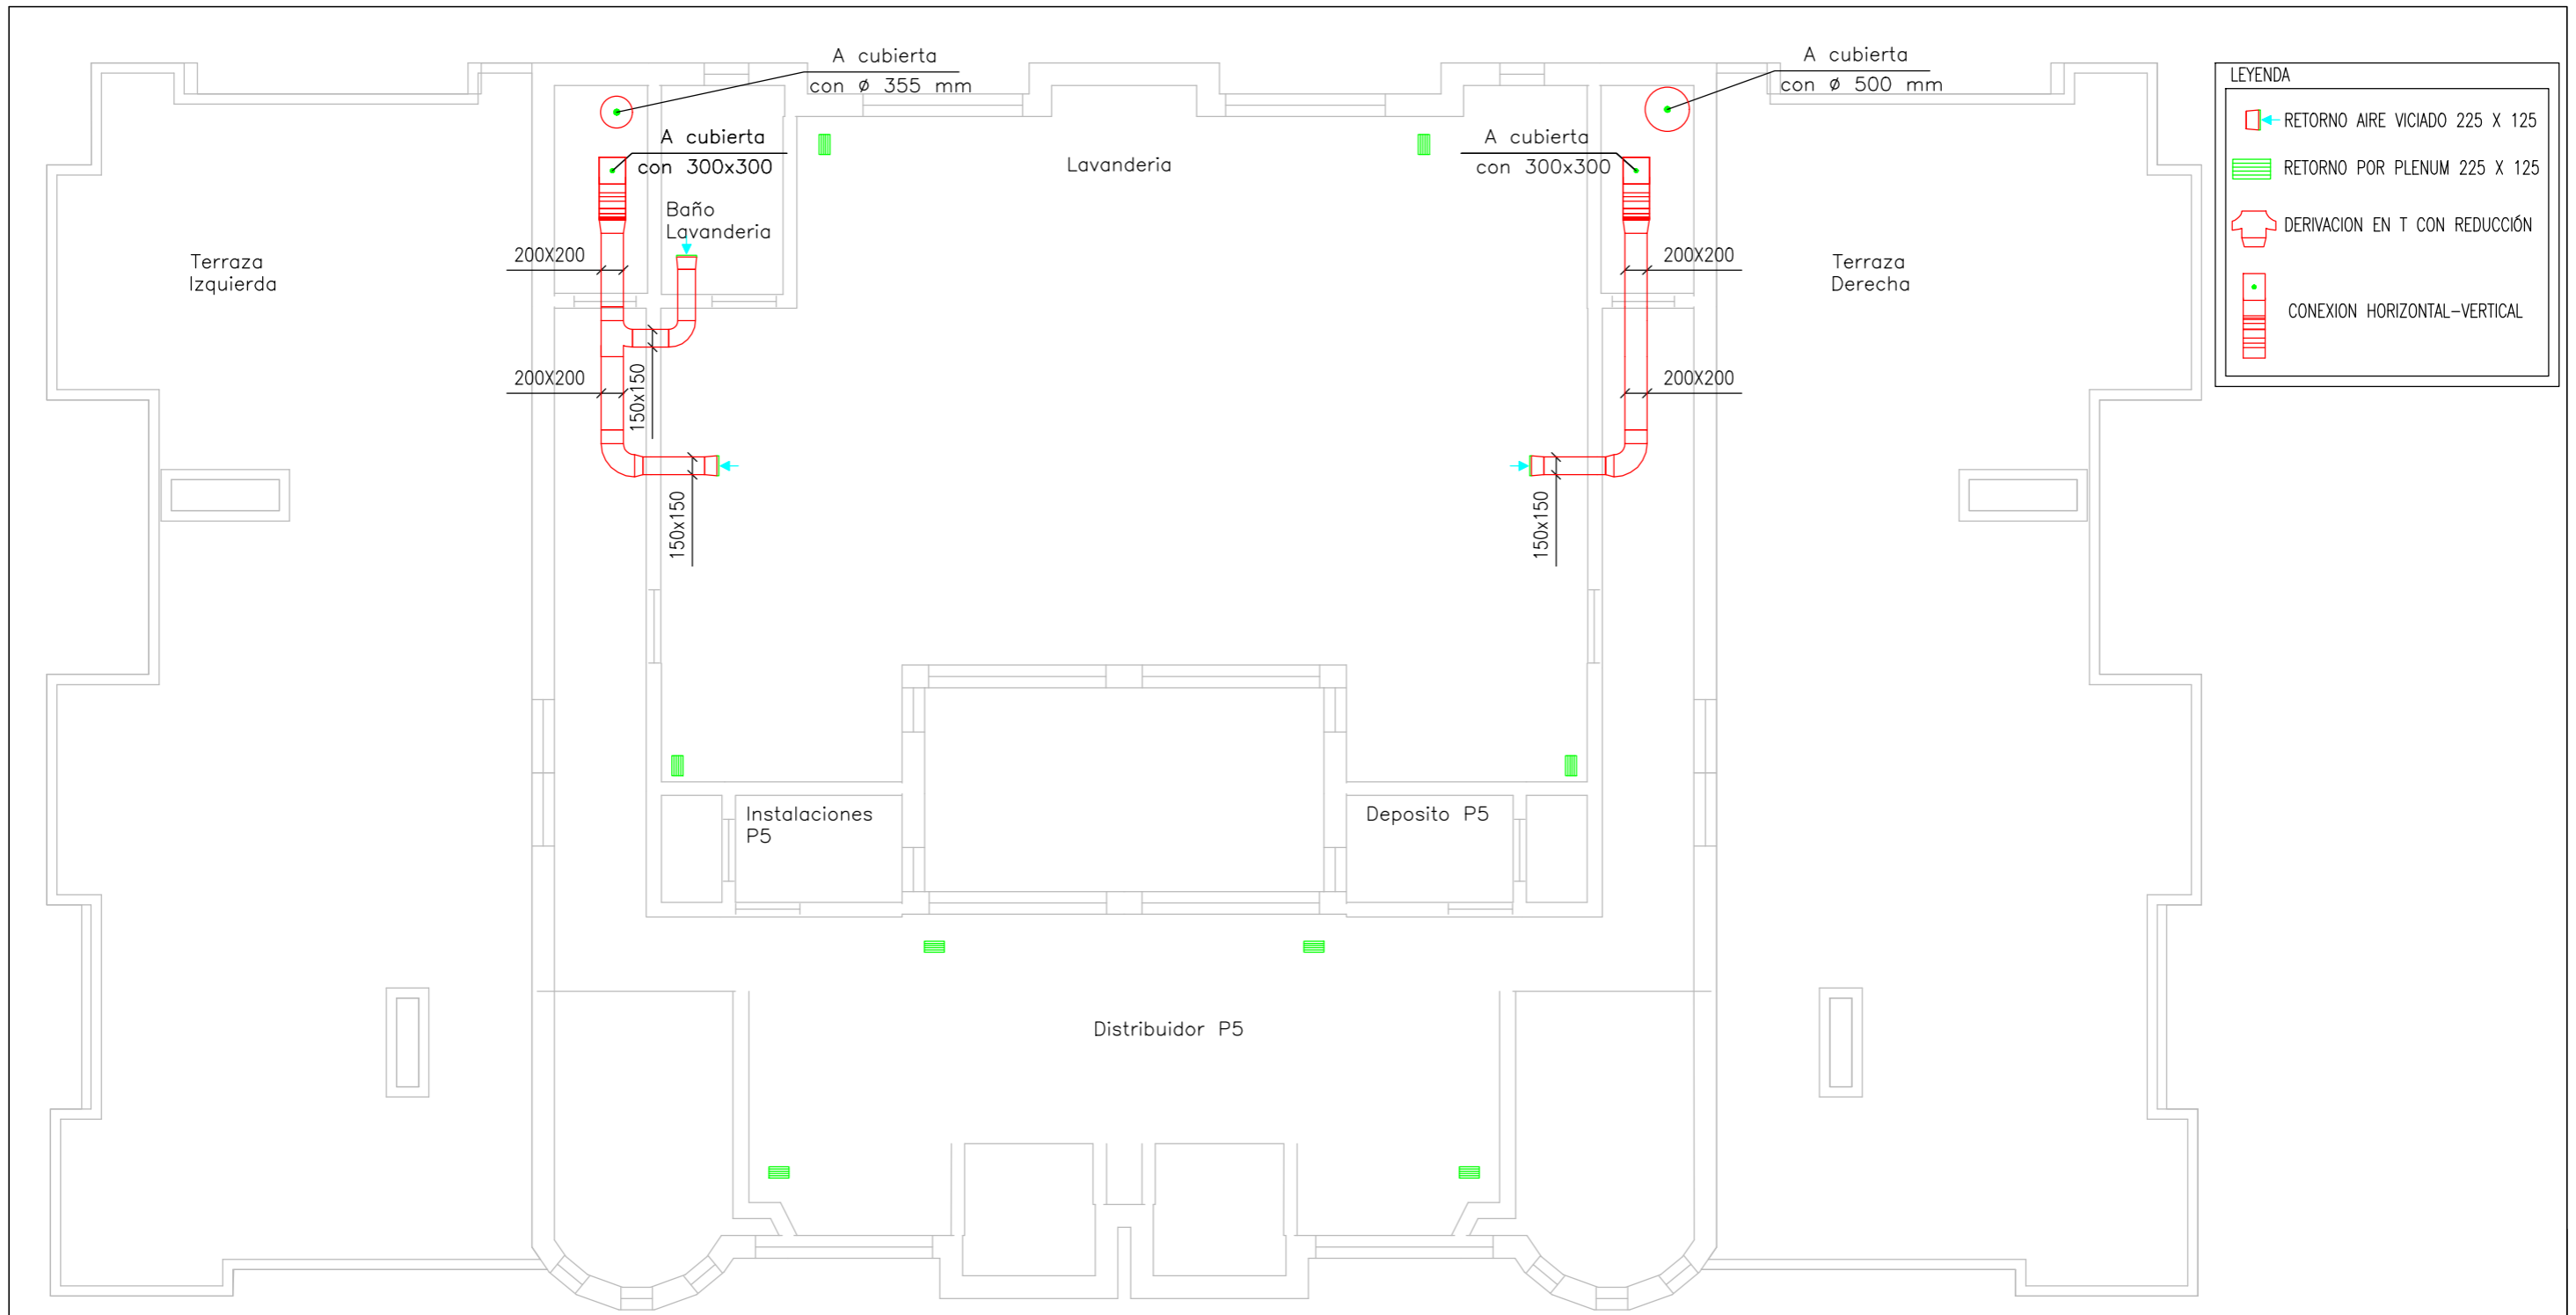 A cubierta
con ø 355 mm
A cubierta
con ø 500 mm
LEYENDA
RETORNO AIRE VICIADO 225 X 125
RETORNO POR PLENUM 225 X 125
DERIVACION EN T CON REDUCCIÓN
CONEXION HORIZONTAL-VERTICAL
A cubierta
con 300x300
A cubierta
con 300x300
Lavanderia
Baño
Lavanderia
Terraza
Izquierda
200X200
200X200
Terraza
Derecha
200X200
150x150
200X200
150x150
150x150
Instalaciones
P5
Deposito P5
Distribuidor P5